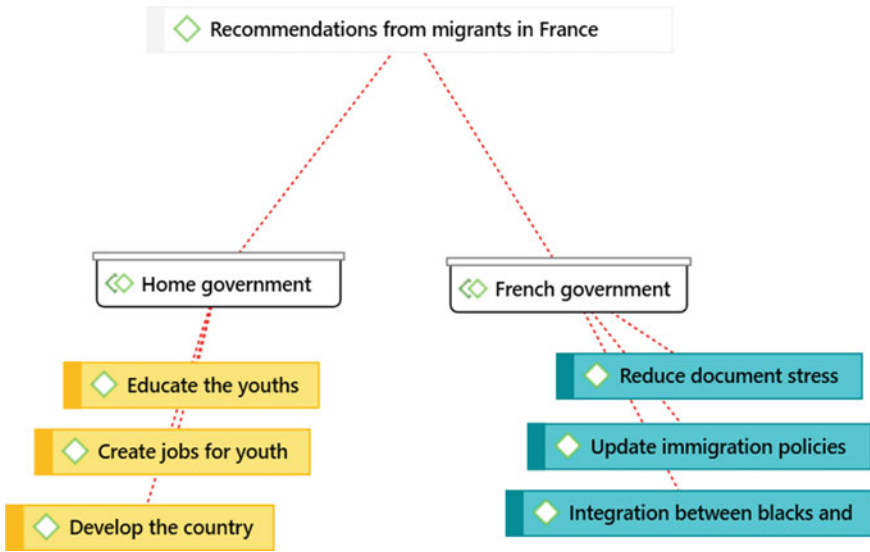 Recommendations from migrants in France
Home government
French government
Educate the youths
Create jobs for youth
Develop the country
Reduce document stress
Update immigration policies
Integration between blacks and